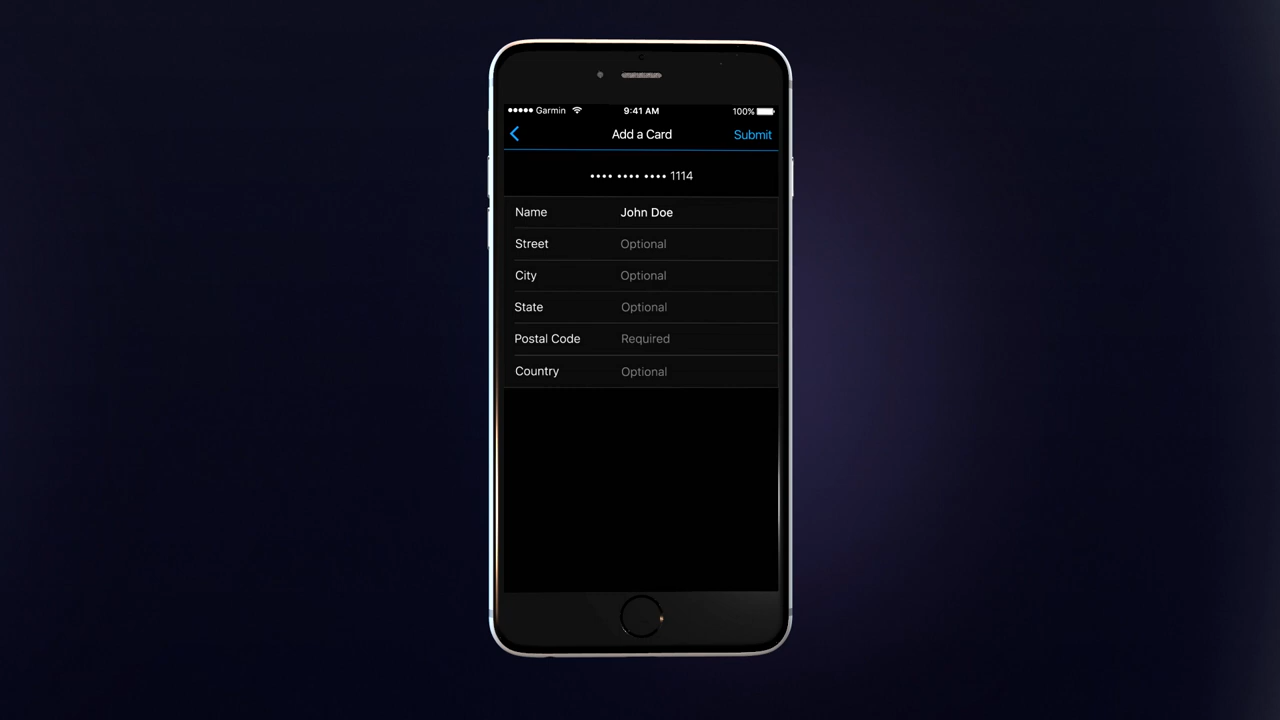 ●●●●● Garmin 9:41 AM 100%
Add a Card Submit
•••• •••• •••• 1114
Name John Doe
Street Optional
City Optional
State Optional
Postal Code Required
Country Optional